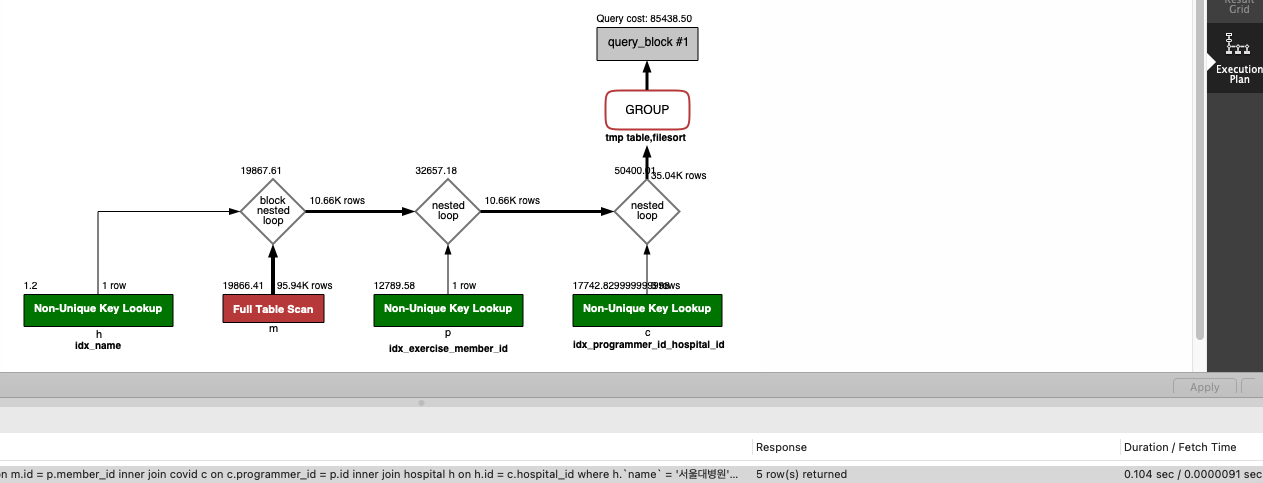 Result
Grid
Execution
Plan
Query cost: 85438.50
query_block #1
GROUP
tmp table,filesort
19867.61
32657.18
50400.01
35.04K rows
block
nested
loop
10.66K rows
nested
loop
10.66K rows
nested
loop
1.2
1 row
19866.41
95.94K rows
12789.58
1 row
rows
Non-Unique Key Lookup
Full Table Scan
Non-Unique Key Lookup
Non-Unique Key Lookup
h
m
p
c
idx_name
idx_exercise_member_id
idx_programmer_id_hospital_id
Apply
Response
Duration / Fetch Time
on m.id = p.member_id inner join covid c on c.programmer_id = p.id inner join hospital h on h.id = c.hospital_id where h.`name` = '서울대병원'...
5 row(s) returned
0.104 sec / 0.0000091 sec